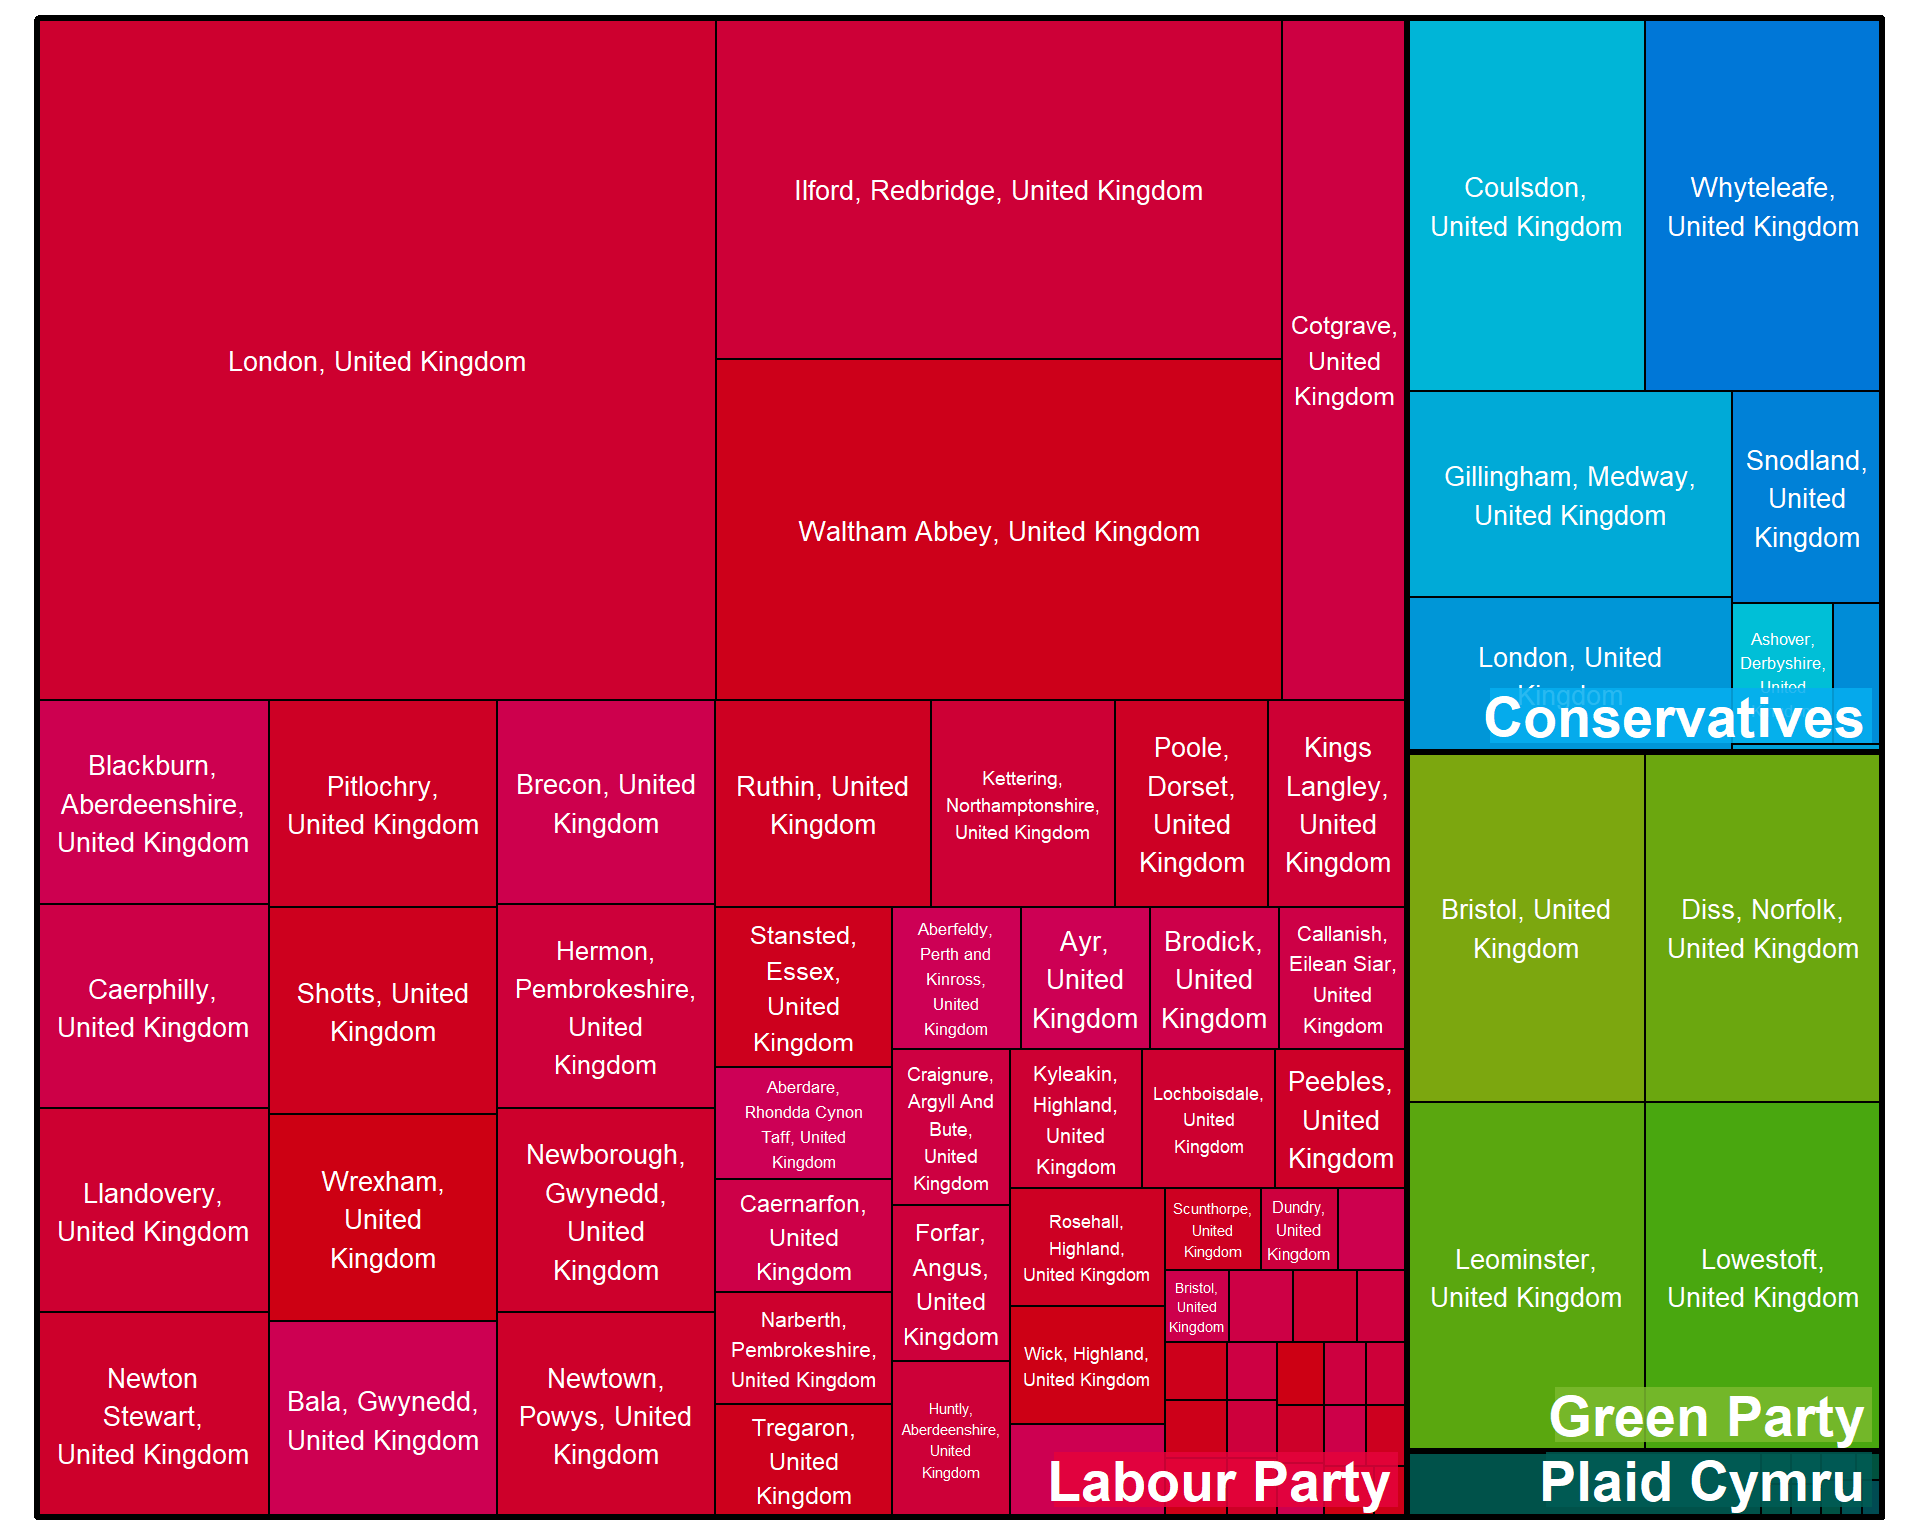 London, United Kingdom
Ilford, Redbridge, United Kingdom
Waltham Abbey, United Kingdom
Cotgrave,
United
Kingdom
Blackburn,
Aberdeenshire,
United Kingdom
Pitlochry,
United Kingdom
Brecon, United
Kingdom
Ruthin, United
Kingdom
Kettering,
Northamptonshire,
United Kingdom
Poole,
Dorset,
United
Kingdom
Kings
Langley,
United
Kingdom
Caerphilly,
United Kingdom
Shotts, United
Kingdom
Hermon,
Pembrokeshire,
United
Kingdom
Stansted,
Essex,
United
Kingdom
Aberfeldy,
Perth and
Kinross,
United
Kingdom
Ayr,
United
Kingdom
Brodick,
United
Kingdom
Callanish,
Eilean Siar,
United
Kingdom
Aberdare,
Rhondda Cynon
Taff, United
Kingdom
Craignure,
Argyll And
Bute,
United
Kingdom
Kyleakin,
Highland,
United
Kingdom
Lochboisdale,
United
Kingdom
Peebles,
United
Kingdom
Llandovery,
United Kingdom
Wrexham,
United
Kingdom
Newborough,
Gwynedd,
United
Kingdom
Caernarfon,
United
Kingdom
Forfar,
Angus,
United
Kingdom
Rosehall,
Highland,
United Kingdom
Scunthorpe,
United
Kingdom
Dundry,
United
Kingdom
Bristol,
United
Kingdom
Newton
Stewart,
United Kingdom
Bala, Gwynedd,
United Kingdom
Newtown,
Powys, United
Kingdom
Narberth,
Pembrokeshire,
United Kingdom
Wick, Highland,
United Kingdom
Tregaron,
United
Kingdom
Huntly,
Aberdeenshire,
United
Kingdom
Labour Party
Coulsdon,
United Kingdom
Whyteleafe,
United Kingdom
Gillingham, Medway,
United Kingdom
Snodland,
United
Kingdom
London, United
Kingdom
Ashover,
Derbyshire,
United
Conservatives
Bristol, United
Kingdom
Diss, Norfolk,
United Kingdom
Leominster,
United Kingdom
Lowestoft,
United Kingdom
Green Party
Plaid Cymru